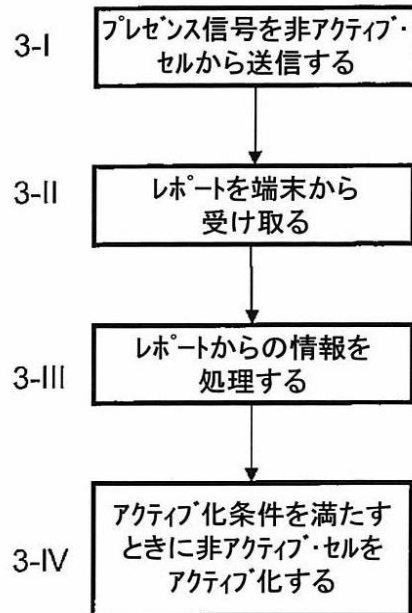 3-I
プレゼンス信号を非アクティブ・
セルから送信する
3-II
レポートを端末から
受け取る
3-III
レポートからの情報を
処理する
3-IV
アクティブ化条件を満たす
ときに非アクティブ・セルを
アクティブ化する